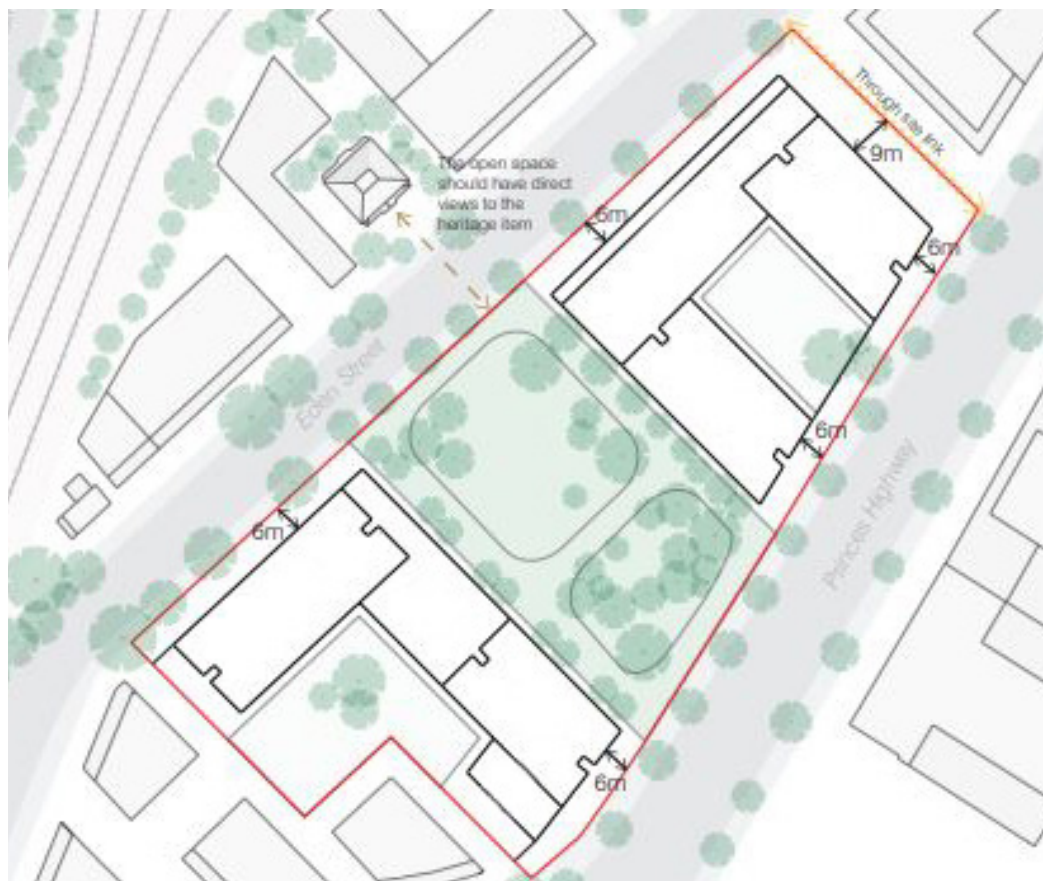 Through site link
9m
The open space
should have direct
views to the
heritage item
6m
6m
Eden Street
6m
Princes Highway
6m
6m